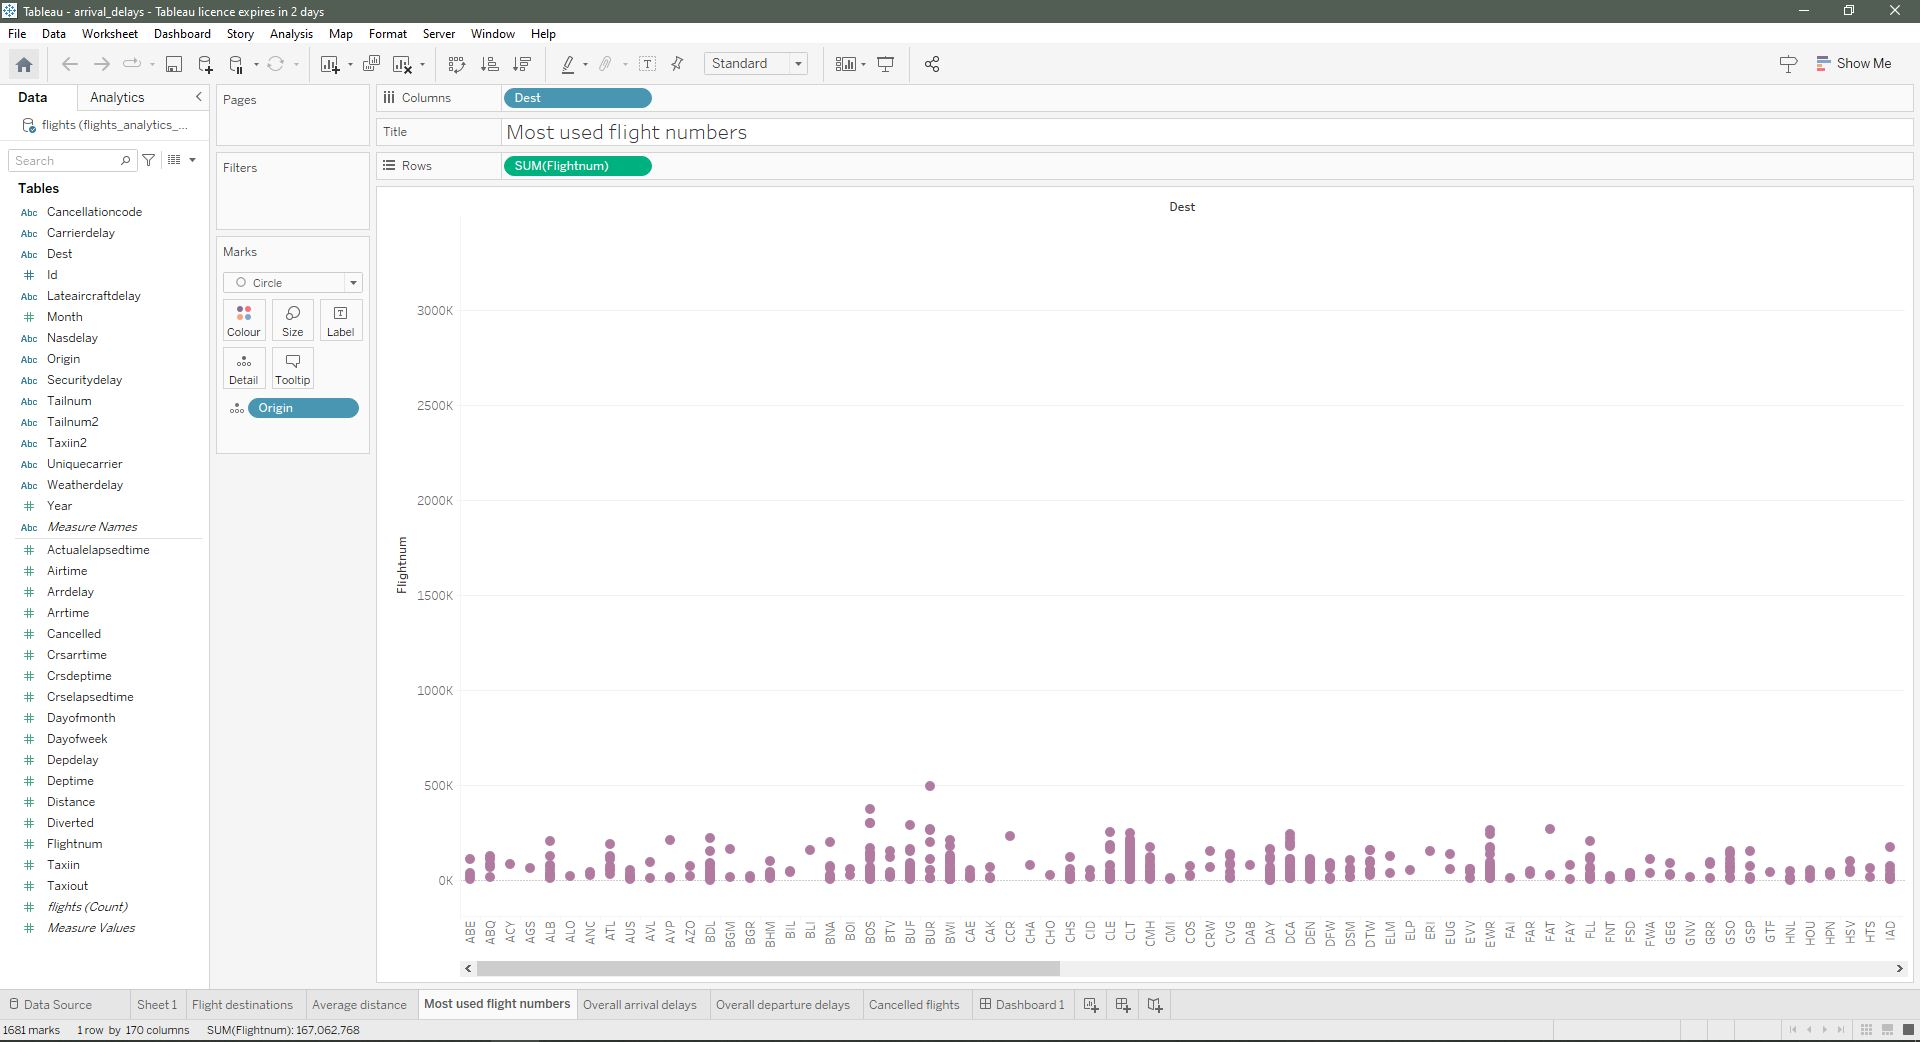 Tableau - arrival_delays - Tableau licence expires in 2 days
File Data Worksheet Dashboard Story Analysis Map Format Server Window Help
Standard
Show Me
Data Analytics
flights (flights_analytics_...
Search
Tables
Abc Cancellationcode
Abc Carrierdelay
Abc Dest
# Id
Abc Lateaircraftdelay
# Month
Abc Nasdelay
Abc Origin
Abc Securitydelay
Abc Tailnum
Abc Tailnum2
Abc Taxiin2
Abc Uniquecarrier
Abc Weatherdelay
# Year
Abc Measure Names
# Actualelapsedtime
# Airtime
# Arrdelay
# Arrtime
# Cancelled
# Crsarrtime
# Crsdeptime
# Crselapsedtime
# Dayofmonth
# Dayofweek
# Depdelay
# Deptime
# Distance
# Diverted
# Flightnum
# Taxiin
# Taxiout
# flights (Count)
# Measure Values
Pages
Filters
Marks
Circle
Colour Size Label
Detail Tooltip
Origin
Columns Dest
Title Most used flight numbers
Rows SUM(Flightnum)
Dest
Flightnum
3000K
2500K
2000K
1500K
1000K
500K
0K
ABE ABQ ACY AGS ALB ALO ANC ATL AUS AVL AVP AZO BDL BGM BGR BHM BIL BLI BNA BOI BOS BTV BUF BUR BWI CAE CAK CCR CHA CHO CHS CID CLE CLT CMH CMI COS CRW CVG DAB DAY DCA DEN DFW DSM DTW ELM ELP ERI EUG EVV EWR FAI FAR FAT FAY FLL FNT FSD FWA GEG GNV GRR GSO GSP GTF HNL HOU HPN HSV HTS IAD
Data Source Sheet 1 Flight destinations Average distance Most used flight numbers Overall arrival delays Overall departure delays Cancelled flights Dashboard 1
1681 marks 1 row by 170 columns SUM(Flightnum): 167,062,768